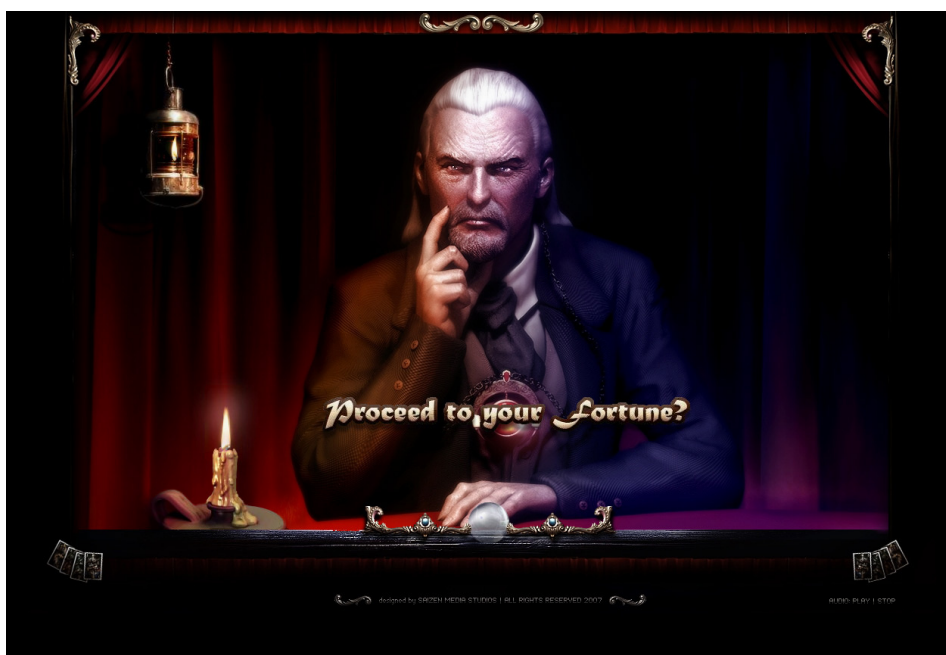 Proceed to your Fortune?
designed by SAIZEN MEDIA STUDIOS | ALL RIGHTS RESERVED 2007
AUDIO: PLAY | STOP